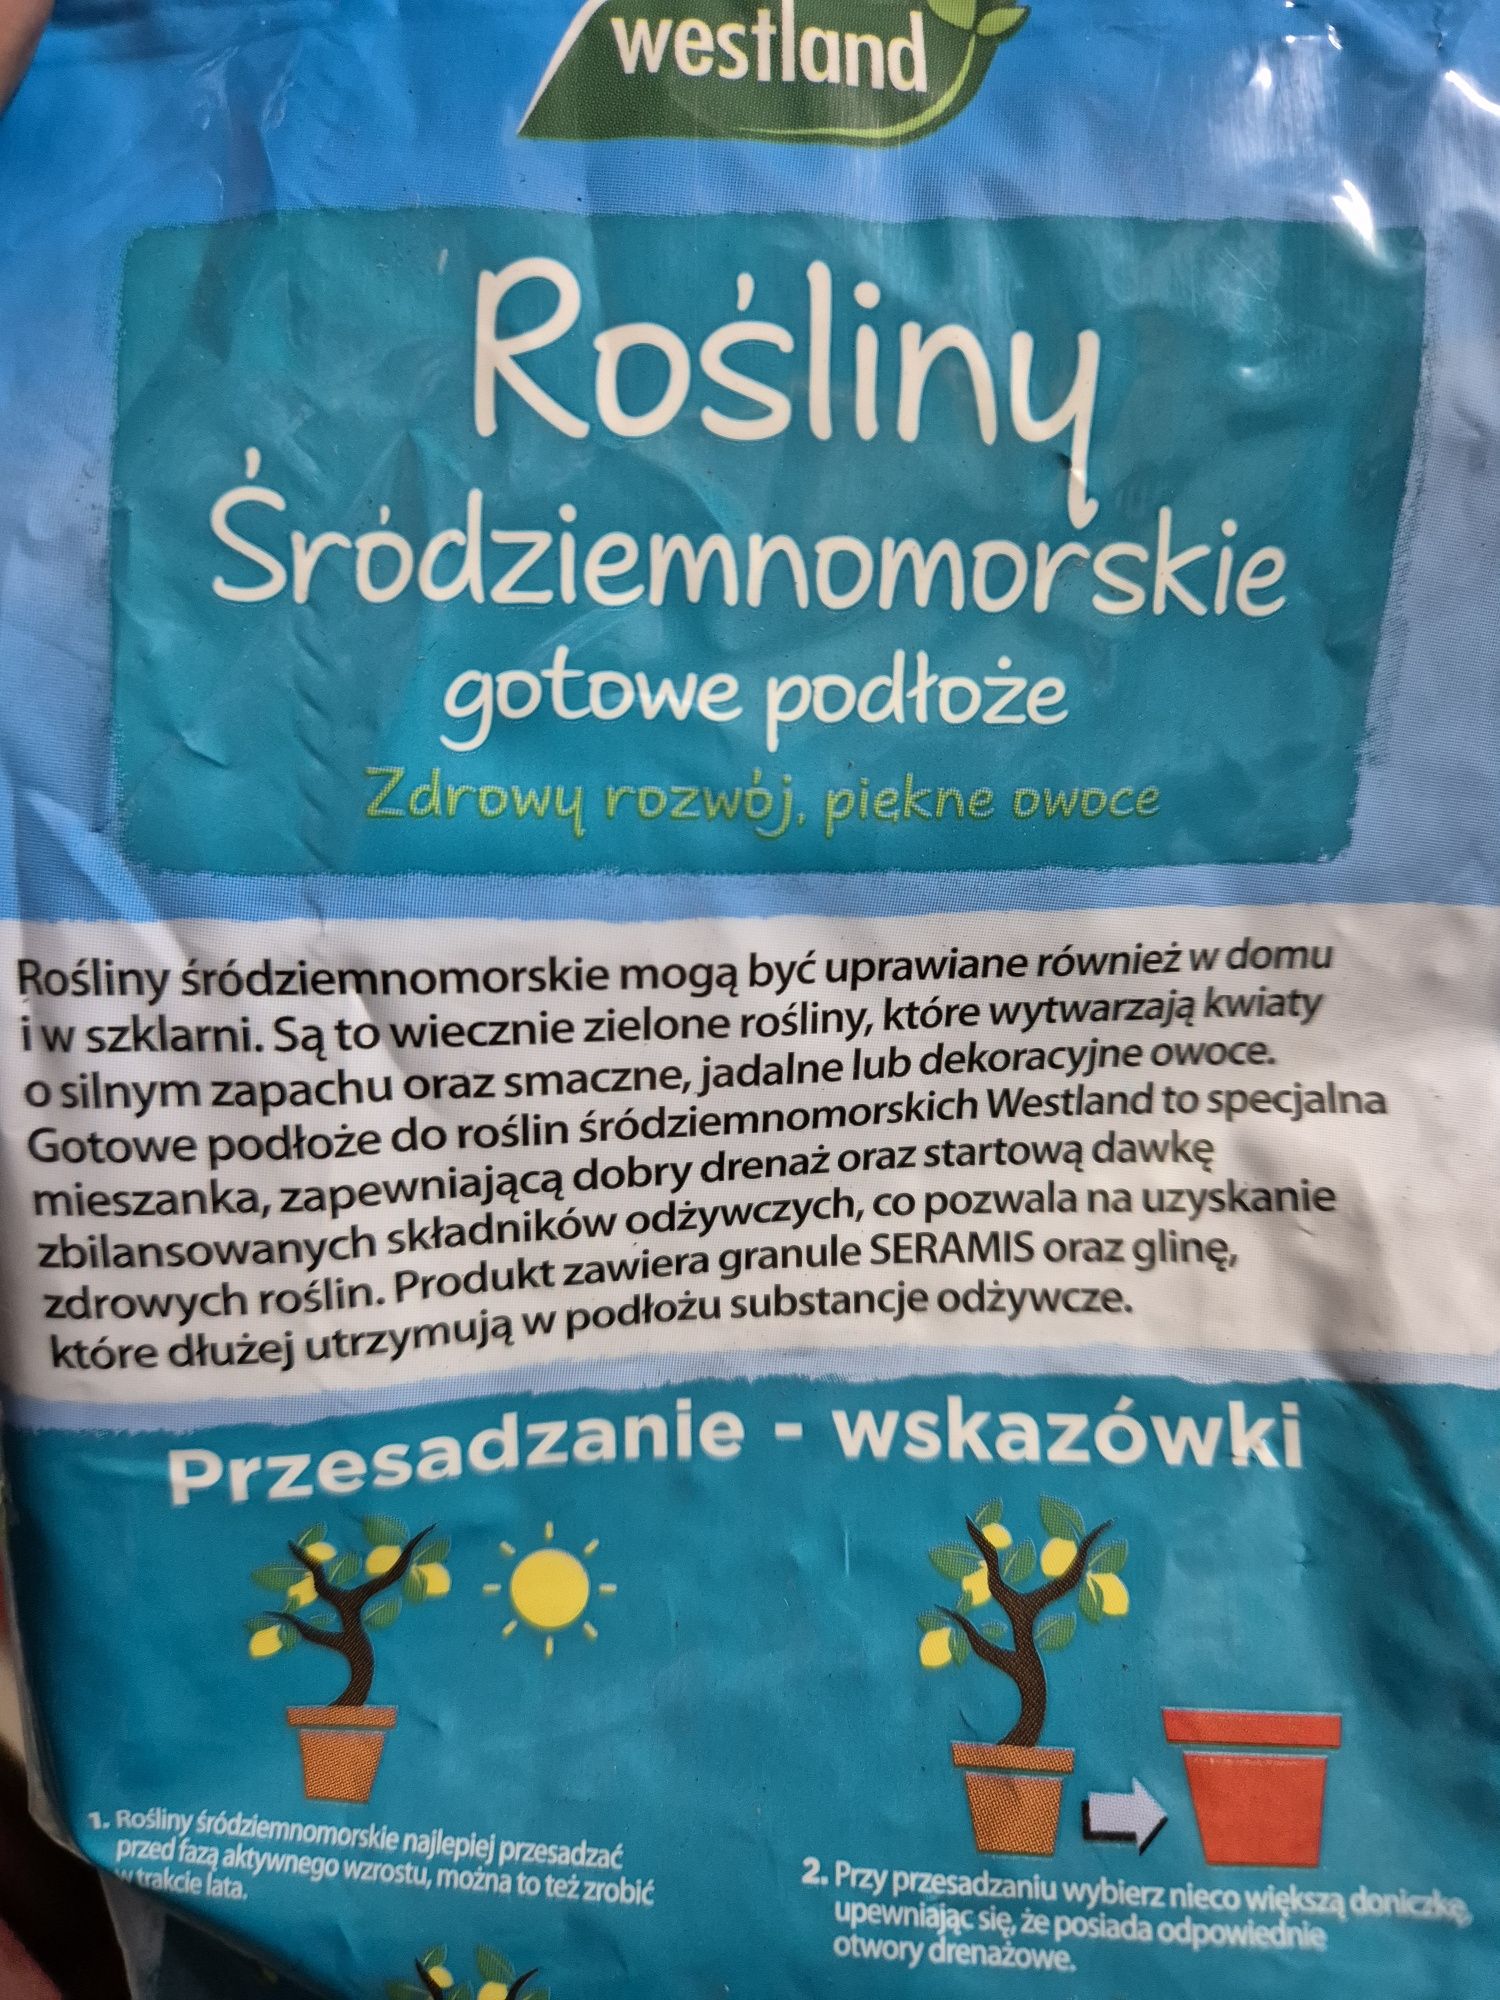 westland
Rośliny
Śródziemnomorskie
gotowe podłoże
Zdrowy rozwój, piękne owoce
Rośliny śródziemnomorskie mogą być uprawiane również w domu
i w szklarni. Są to wiecznie zielone rośliny, które wytwarzają kwiaty
o silnym zapachu oraz smaczne, jadalne lub dekoracyjne owoce.
Gotowe podłoże do roślin śródziemnomorskich Westland to specjalna
mieszanka, zapewniającą dobry drenaż oraz startową dawkę
zbilansowanych składników odżywczych, co pozwala na uzyskanie
zdrowych roślin. Produkt zawiera granule SERAMIS oraz glinę,
które dłużej utrzymują w podłożu substancje odżywcze.
Przesadzanie - wskazówki
1. Rośliny śródziemnomorskie najlepiej przesadzać
przed fazą aktywnego wzrostu, można to też zrobić
w trakcie lata.
2. Przy przesadzaniu wybierz nieco większą doniczkę,
upewniając się, że posiada odpowiednie
otwory drenażowe.